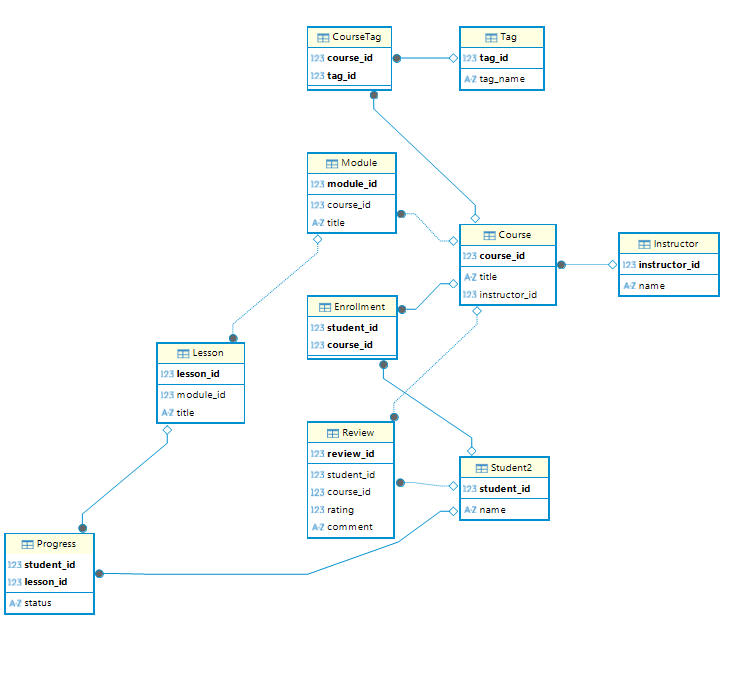 CourseTag
123 course_id
123 tag_id
Tag
123 tag_id
A-Z tag_name
Module
123 module_id
123 course_id
A-Z title
Course
123 course_id
A-Z title
123 instructor_id
Instructor
123 instructor_id
A-Z name
Enrollment
123 student_id
123 course_id
Lesson
123 lesson_id
123 module_id
A-Z title
Review
123 review_id
123 student_id
123 course_id
123 rating
A-Z comment
Student2
123 student_id
A-Z name
Progress
123 student_id
123 lesson_id
A-Z status